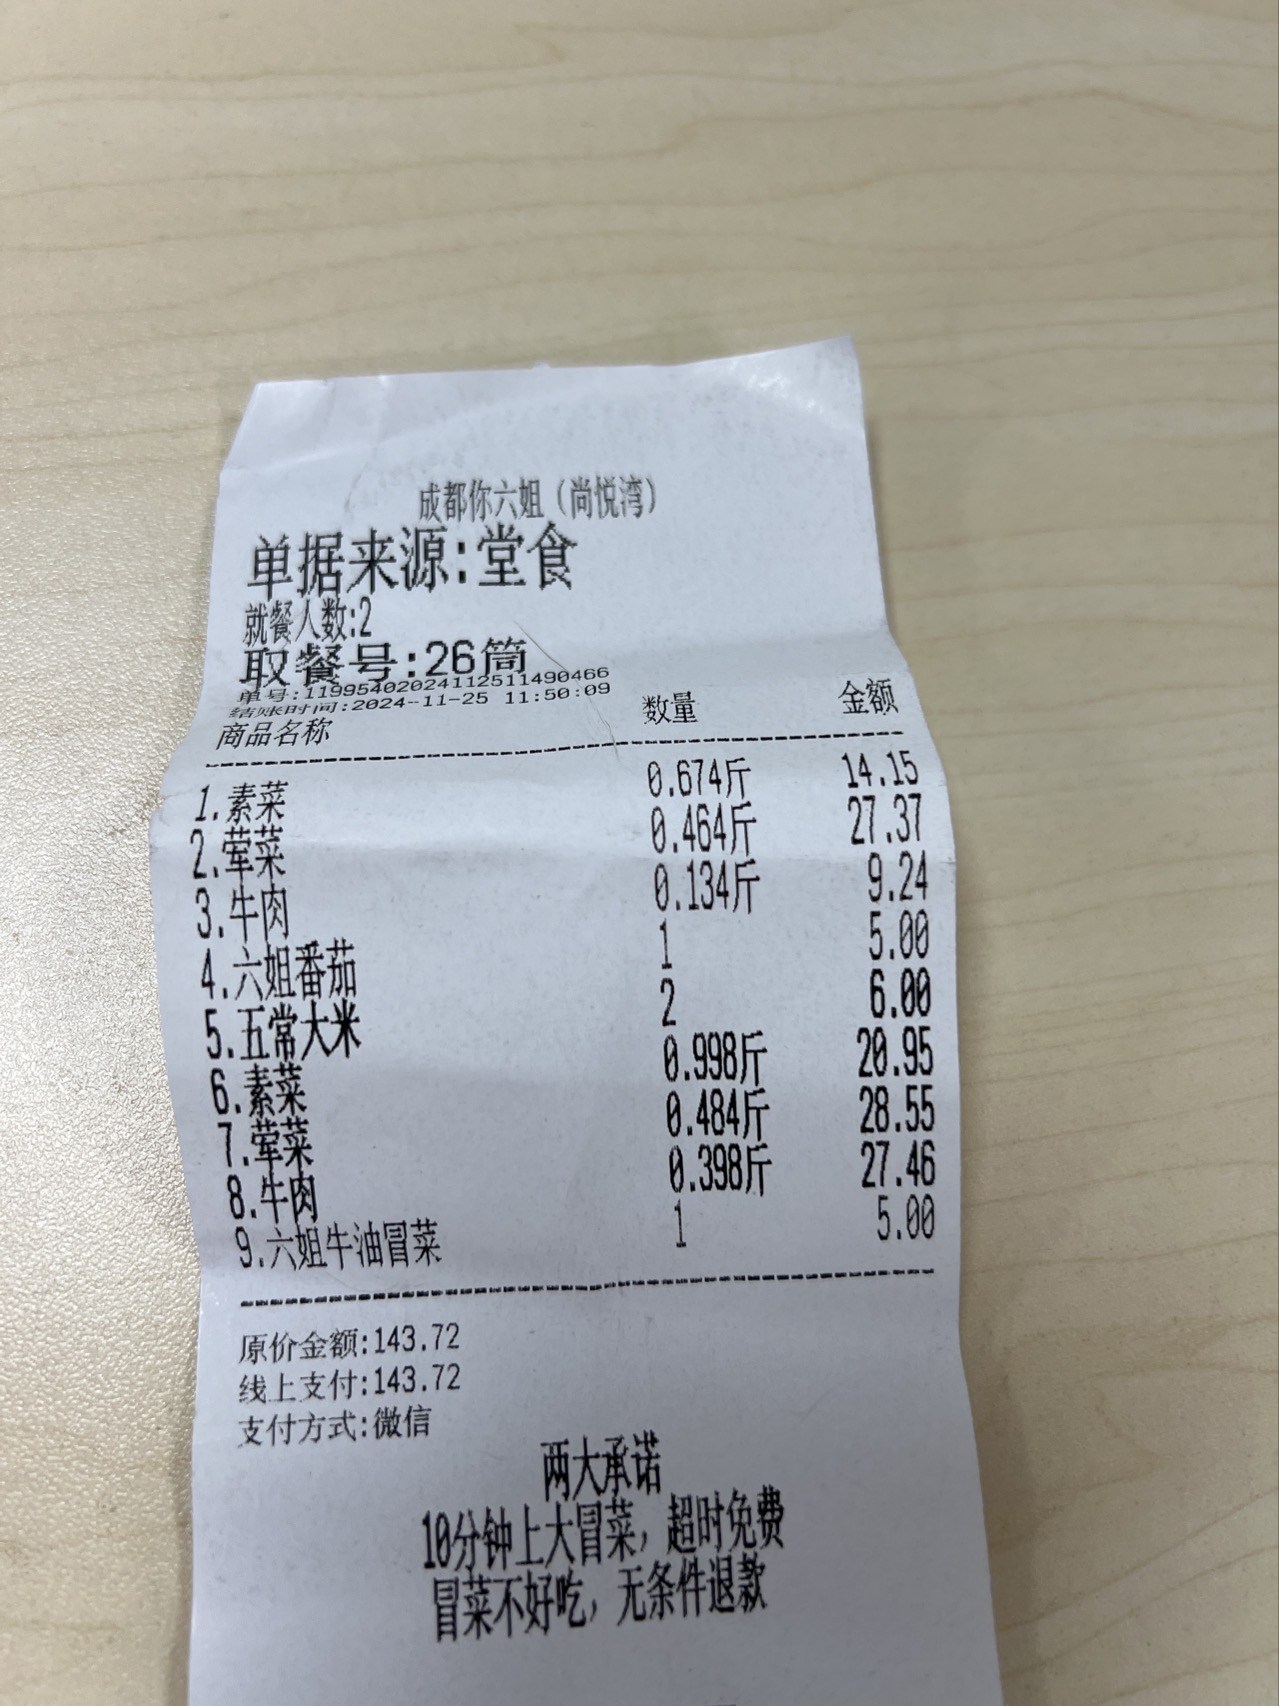 成都你六姐（尚悦湾）
单据来源:堂食
就餐人数:2
取餐号:26筒
单号:11995402024112511490466
结账时间:2024-11-25 11:50:09
商品名称 数量 金额
1.素菜 0.674斤 14.15
2.荤菜 0.464斤 27.37
3.牛肉 0.134斤 9.24
4.六姐番茄 1 5.00
5.五常大米 2 6.00
6.素菜 0.998斤 20.95
7.荤菜 0.484斤 28.55
8.牛肉 0.398斤 27.46
9.六姐牛油冒菜 1 5.00
原价金额:143.72
线上支付:143.72
支付方式:微信
两大承诺
10分钟上大冒菜，超时免费
冒菜不好吃，无条件退款